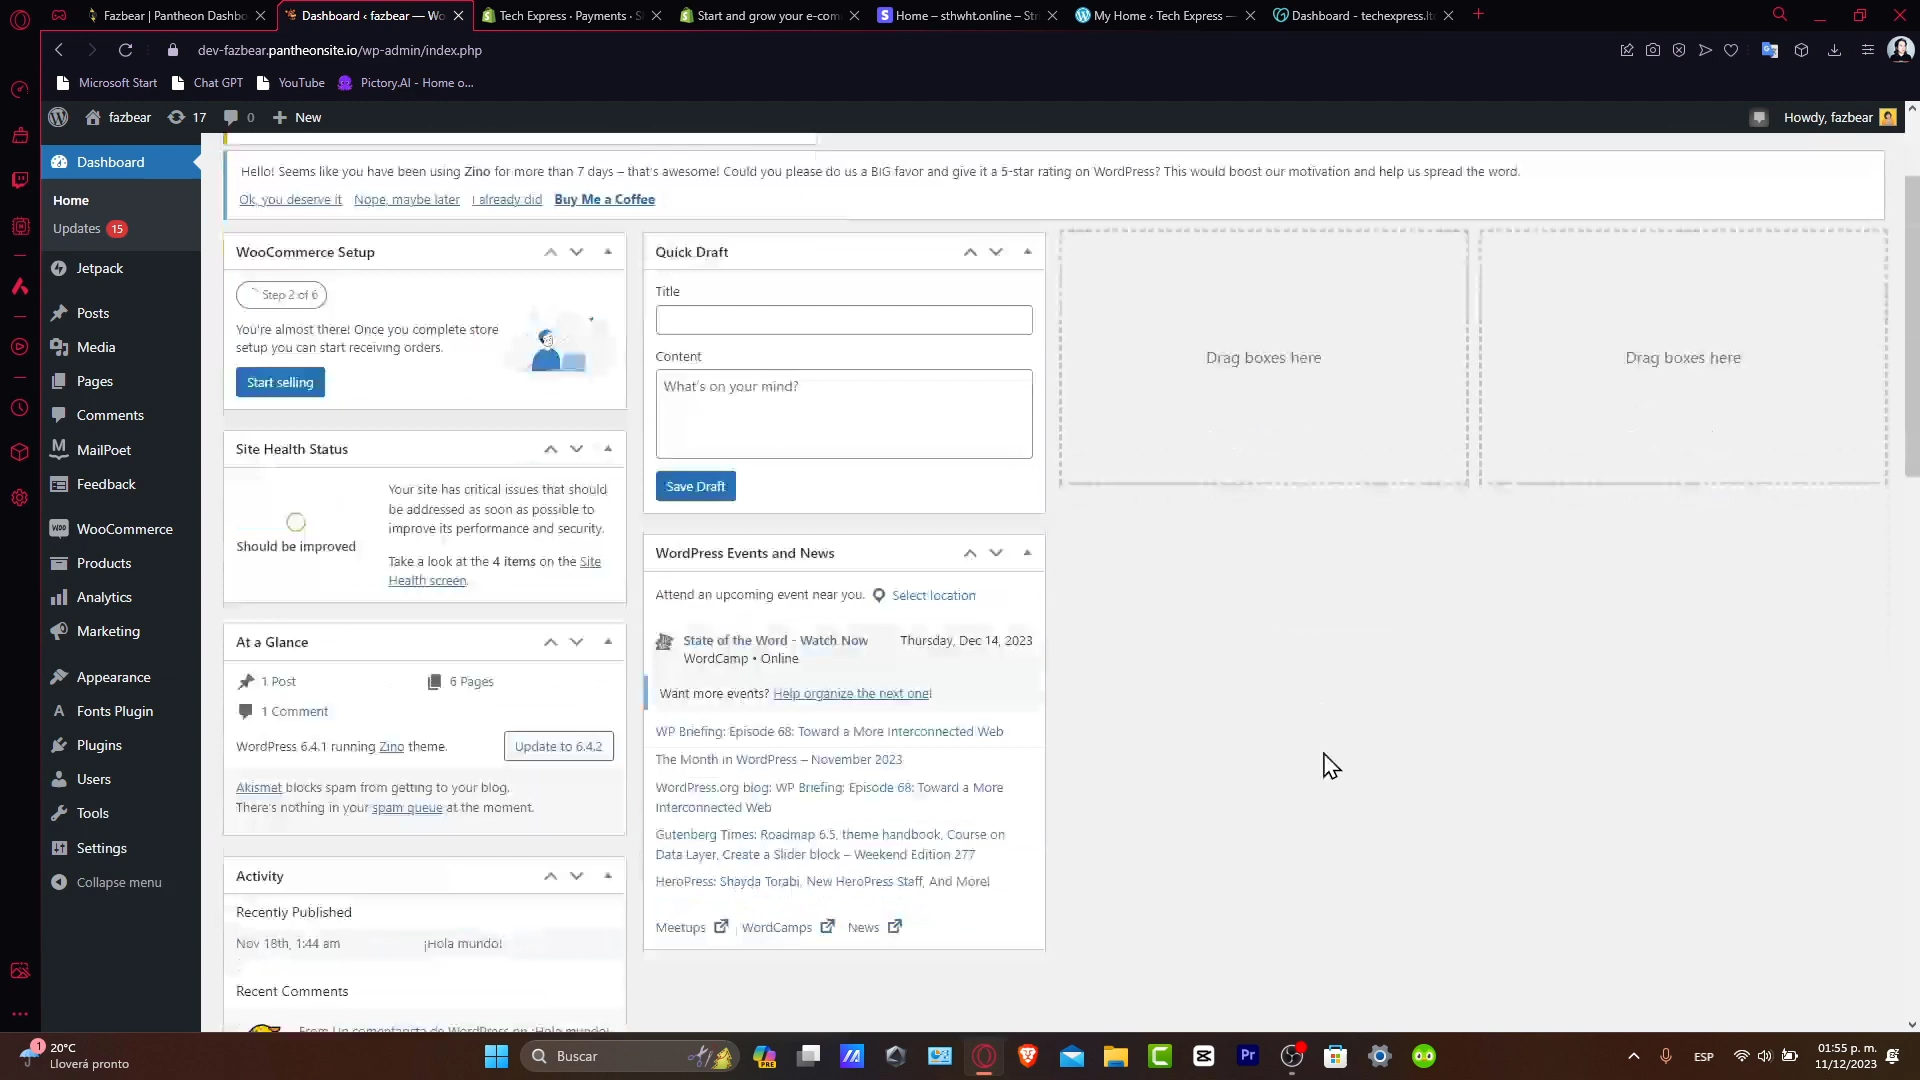 Fazbear | Pantheon Dashbo
Dashboard ‹ fazbear — Wo
Tech Express · Payments · S
Start and grow your e-com
Home – sthwht.online – Str
My Home ‹ Tech Express —
Dashboard - techexpress.lt
dev-fazbear.pantheonsite.io/wp-admin/index.php
Microsoft Start
Chat GPT
YouTube
Pictory.AI - Home o...
fazbear
17
0
New
Howdy, fazbear
Dashboard
Home
Updates 15
Jetpack
Posts
Media
Pages
Comments
MailPoet
Feedback
WooCommerce
Products
Analytics
Marketing
Appearance
Fonts Plugin
Plugins
Users
Tools
Settings
Collapse menu
Hello! Seems like you have been using Zino for more than 7 days – that's awesome! Could you please do us a BIG favor and give it a 5-star rating on WordPress? This would boost our motivation and help us spread the word.
Ok, you deserve it Nope, maybe later I already did Buy Me a Coffee
WooCommerce Setup
Step 2 of 6
You're almost there! Once you complete store
setup you can start receiving orders.
Start selling
Site Health Status
Should be improved
Your site has critical issues that should
be addressed as soon as possible to
improve its performance and security.
Take a look at the 4 items on the Site
Health screen.
At a Glance
1 Post
6 Pages
1 Comment
WordPress 6.4.1 running Zino theme.
Update to 6.4.2
Akismet blocks spam from getting to your blog.
There's nothing in your spam queue at the moment.
Activity
Recently Published
Nov 18th, 1:44 am
¡Hola mundo!
Recent Comments
From Un comentarista de WordPress on ¡Hola mundo!
Quick Draft
Title
Content
What's on your mind?
Save Draft
WordPress Events and News
Attend an upcoming event near you.
Select location
State of the Word - Watch Now
Thursday, Dec 14, 2023
WordCamp • Online
Want more events? Help organize the next one!
WP Briefing: Episode 68: Toward a More Interconnected Web
The Month in WordPress – November 2023
WordPress.org blog: WP Briefing: Episode 68: Toward a More
Interconnected Web
Gutenberg Times: Roadmap 6.5, theme handbook, Course on
Data Layer, Create a Slider block – Weekend Edition 277
HeroPress: Shayda Torabi, New HeroPress Staff, And More!
Meetups
WordCamps
News
Drag boxes here
Drag boxes here
1
20°C
Lloverá pronto
Buscar
PRE
Pr
ESP
01:55 p. m.
11/12/2023